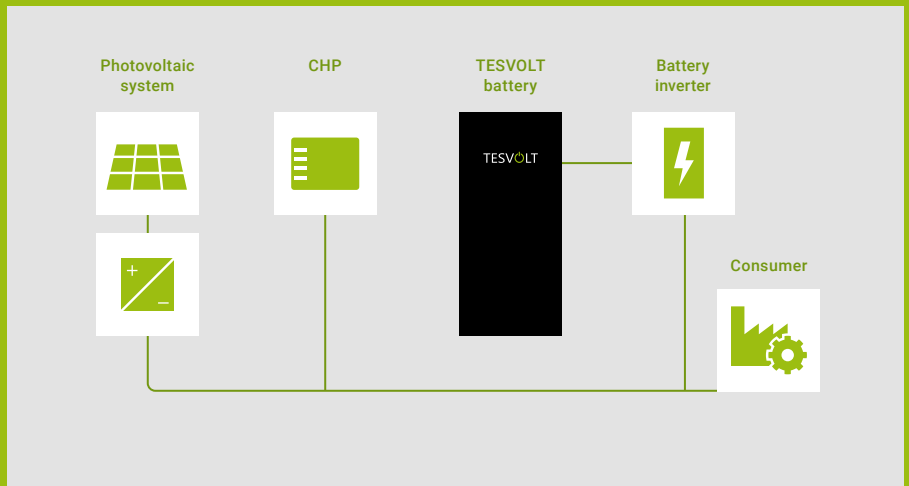 Photovoltaic
system
CHP
TESVOLT
battery
Battery
inverter
TESVOLT
+
−
Consumer